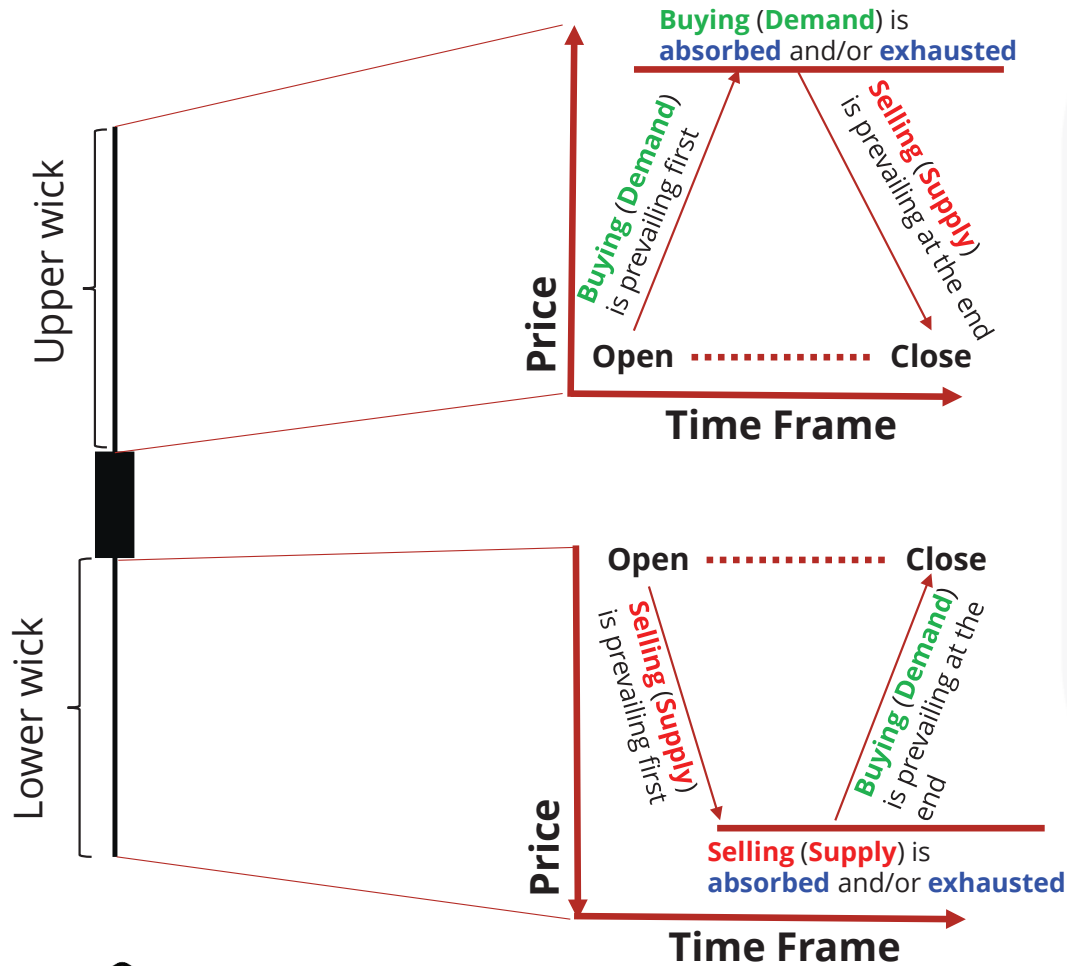 Buying (Demand) is
absorbed and/or exhausted
Upper wick
Price
Buying (Demand)
is prevailing first
Selling (Supply)
is prevailing at the end
Open
Close
Time Frame
Lower wick
Price
Open
Close
Selling (Supply)
is prevailing first
Buying (Demand)
is prevailing at the
end
Selling (Supply) is
absorbed and/or exhausted
Time Frame